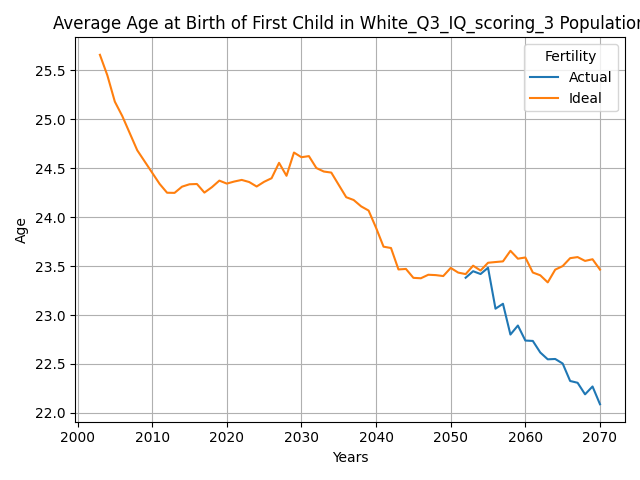 Average Age at Birth of First Child in White_Q3_IQ_scoring_3 Population
Fertility
Actual
Ideal
25.5
25.0
24.5
24.0
23.5
23.0
22.5
22.0
Age
2000 2010 2020 2030 2040 2050 2060 2070
Years